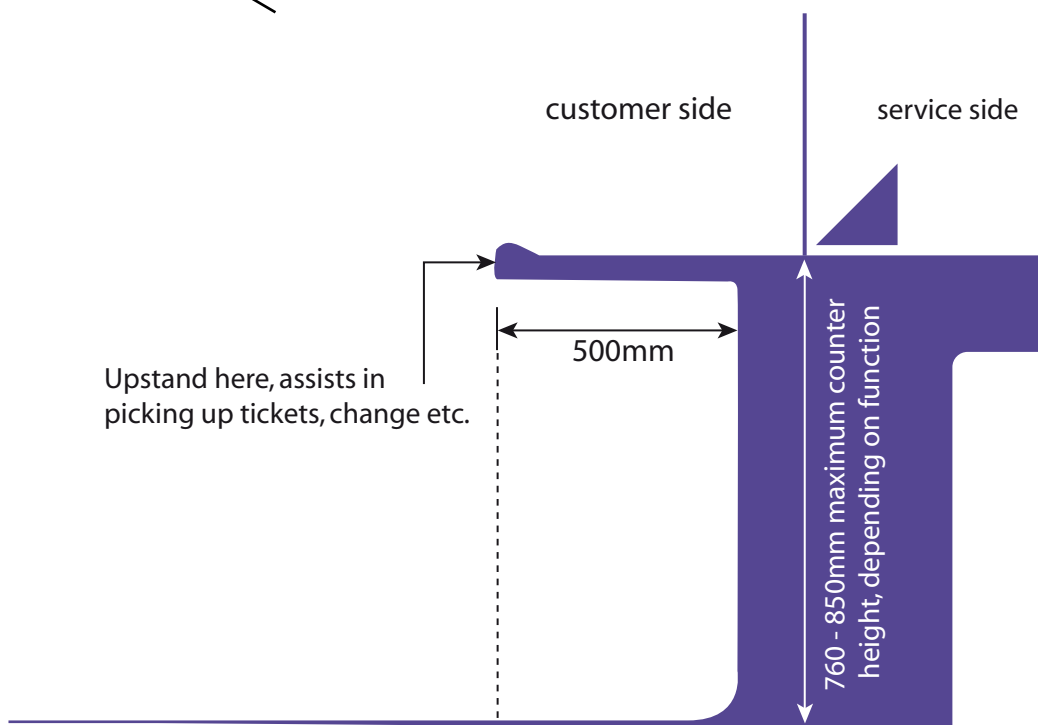 customer side
service side
500mm
Upstand here, assists in
picking up tickets, change etc.
760 - 850mm maximum counter
height, depending on function